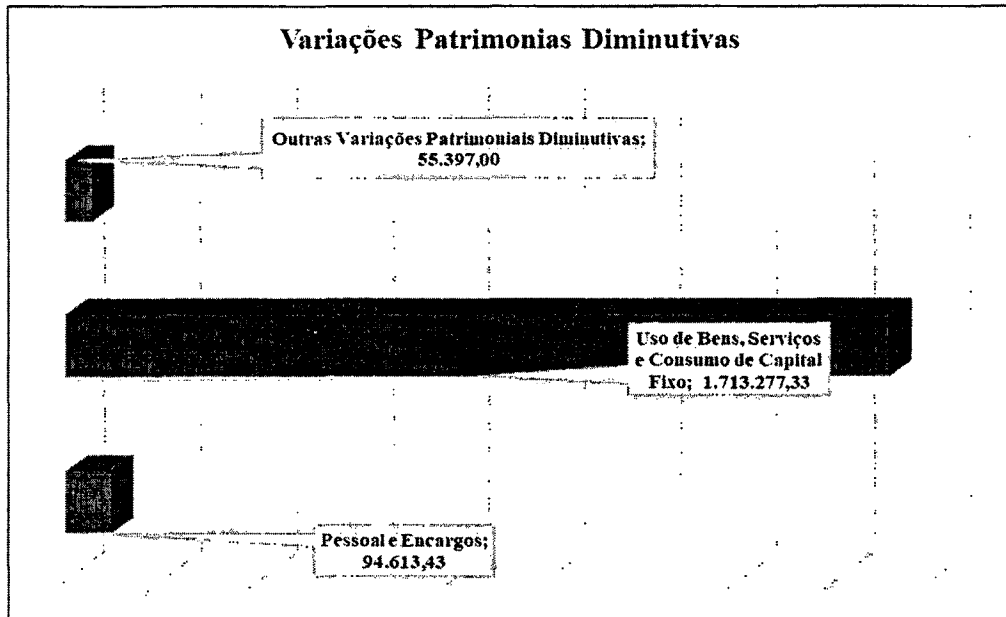 Variações Patrimonias Diminutivas
Outras Variações Patrimoniais Diminutivas;
55.397,00
Uso de Bens, Serviços
e Consumo de Capital
Fixo; 1.713.277,33
Pessoal e Encargos;
94.613,43